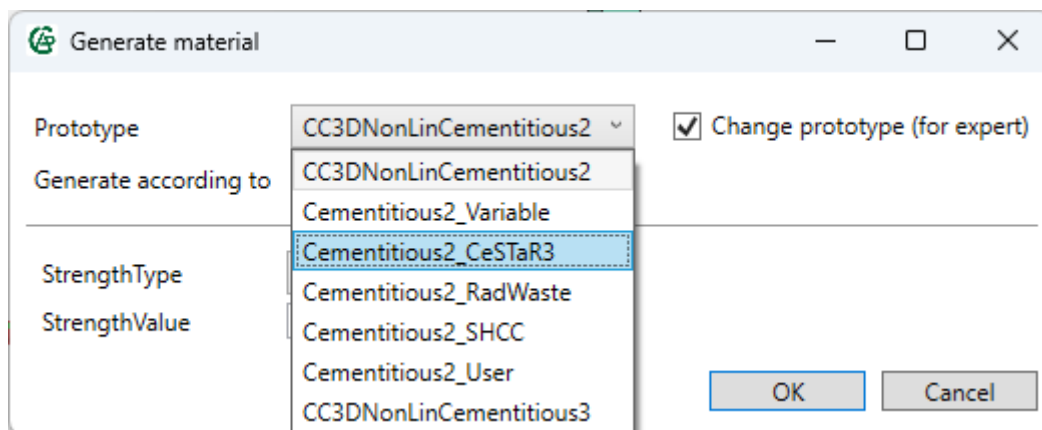 Generate material
Prototype
CC3DNonLinCementitious2
Change prototype (for expert)
Generate according to
CC3DNonLinCementitious2
Cementitious2_Variable
Cementitious2_CeSTaR3
Cementitious2_RadWaste
Cementitious2_SHCC
Cementitious2_User
CC3DNonLinCementitious3
StrengthType
StrengthValue
OK
Cancel